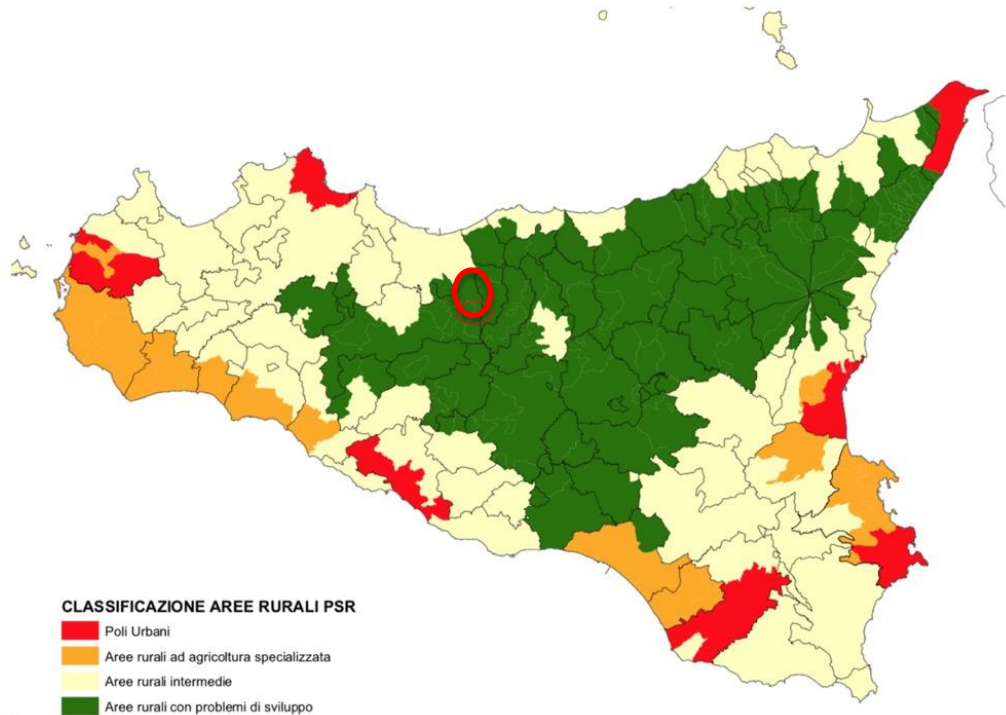 CLASSIFICAZIONE AREE RURALI PSR
Poli Urbani
Aree rurali ad agricoltura specializzata
Aree rurali intermedie
Aree rurali con problemi di sviluppo